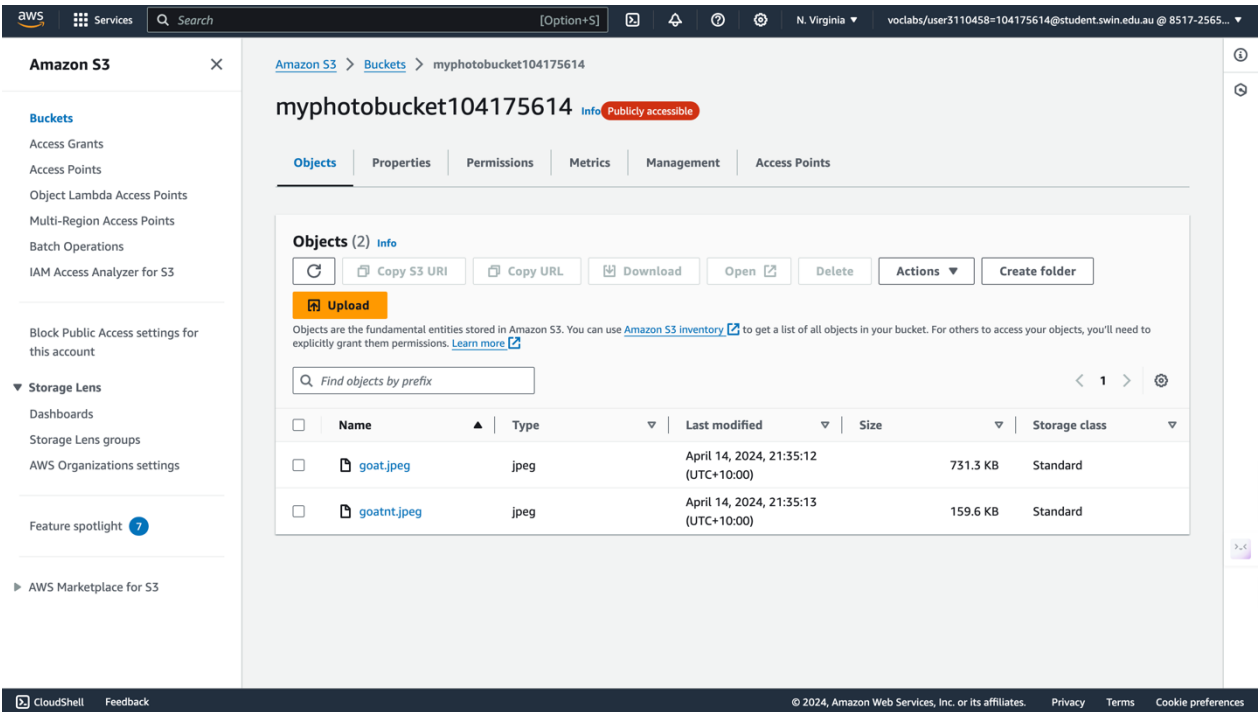 aws Services Search [Option+S] N. Virginia ▼ voclabs/user3110458=104175614@student.swin.edu.au @ 8517-2565... ▼
Amazon S3
Buckets
Access Grants
Access Points
Object Lambda Access Points
Multi-Region Access Points
Batch Operations
IAM Access Analyzer for S3
Block Public Access settings for
this account
Storage Lens
Dashboards
Storage Lens groups
AWS Organizations settings
Feature spotlight 7
AWS Marketplace for S3
Amazon S3 > Buckets > myphotobucket104175614
myphotobucket104175614 Info Publicly accessible
Objects Properties Permissions Metrics Management Access Points
Objects (2) Info
Copy S3 URI Copy URL Download Open Delete Actions ▼ Create folder
Upload
Objects are the fundamental entities stored in Amazon S3. You can use Amazon S3 inventory to get a list of all objects in your bucket. For others to access your objects, you'll need to
explicitly grant them permissions. Learn more
Find objects by prefix < 1 >
Name Type Last modified Size Storage class
goat.jpeg jpeg April 14, 2024, 21:35:12 (UTC+10:00) 731.3 KB Standard
goatnt.jpeg jpeg April 14, 2024, 21:35:13 (UTC+10:00) 159.6 KB Standard
CloudShell Feedback © 2024, Amazon Web Services, Inc. or its affiliates. Privacy Terms Cookie preferences